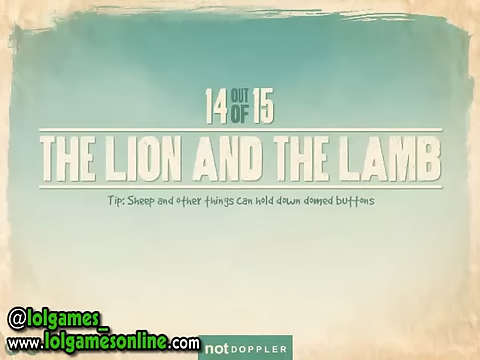 14 OUT OF 15
THE LION AND THE LAMB
Tip: Sheep and other things can hold down domed buttons
@lolgames_
www.lolgamesonline.com
notDOPPLER